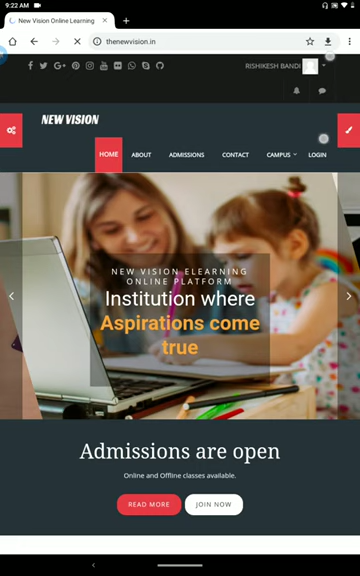 9:22 AM
New Vision Online Learning
thenewvision.in
RISHIKESH BANDI
NEW VISION
HOME
ABOUT
ADMISSIONS
CONTACT
CAMPUS
LOGIN
NEW VISION ELEARNING
ONLINE PLATFORM
Institution where
Aspirations come
true
Admissions are open
Online and Offline classes available.
READ MORE
JOIN NOW